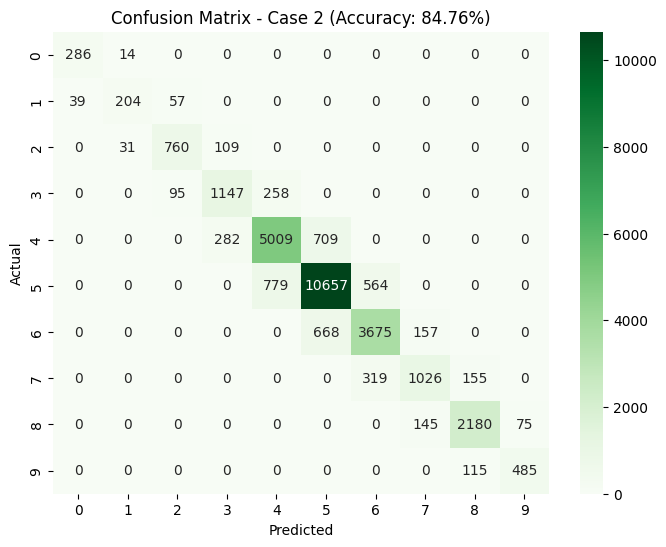 Confusion Matrix - Case 2 (Accuracy: 84.76%)
0 286 14 0 0 0 0 0 0 0 0
1 39 204 57 0 0 0 0 0 0 0
2 0 31 760 109 0 0 0 0 0 0
3 0 0 95 1147 258 0 0 0 0 0
4 0 0 0 282 5009 709 0 0 0 0
5 0 0 0 0 779 10657 564 0 0 0
6 0 0 0 0 0 668 3675 157 0 0
7 0 0 0 0 0 0 319 1026 155 0
8 0 0 0 0 0 0 0 145 2180 75
9 0 0 0 0 0 0 0 0 115 485
0 1 2 3 4 5 6 7 8 9
Predicted
Actual
10000
8000
6000
4000
2000
0